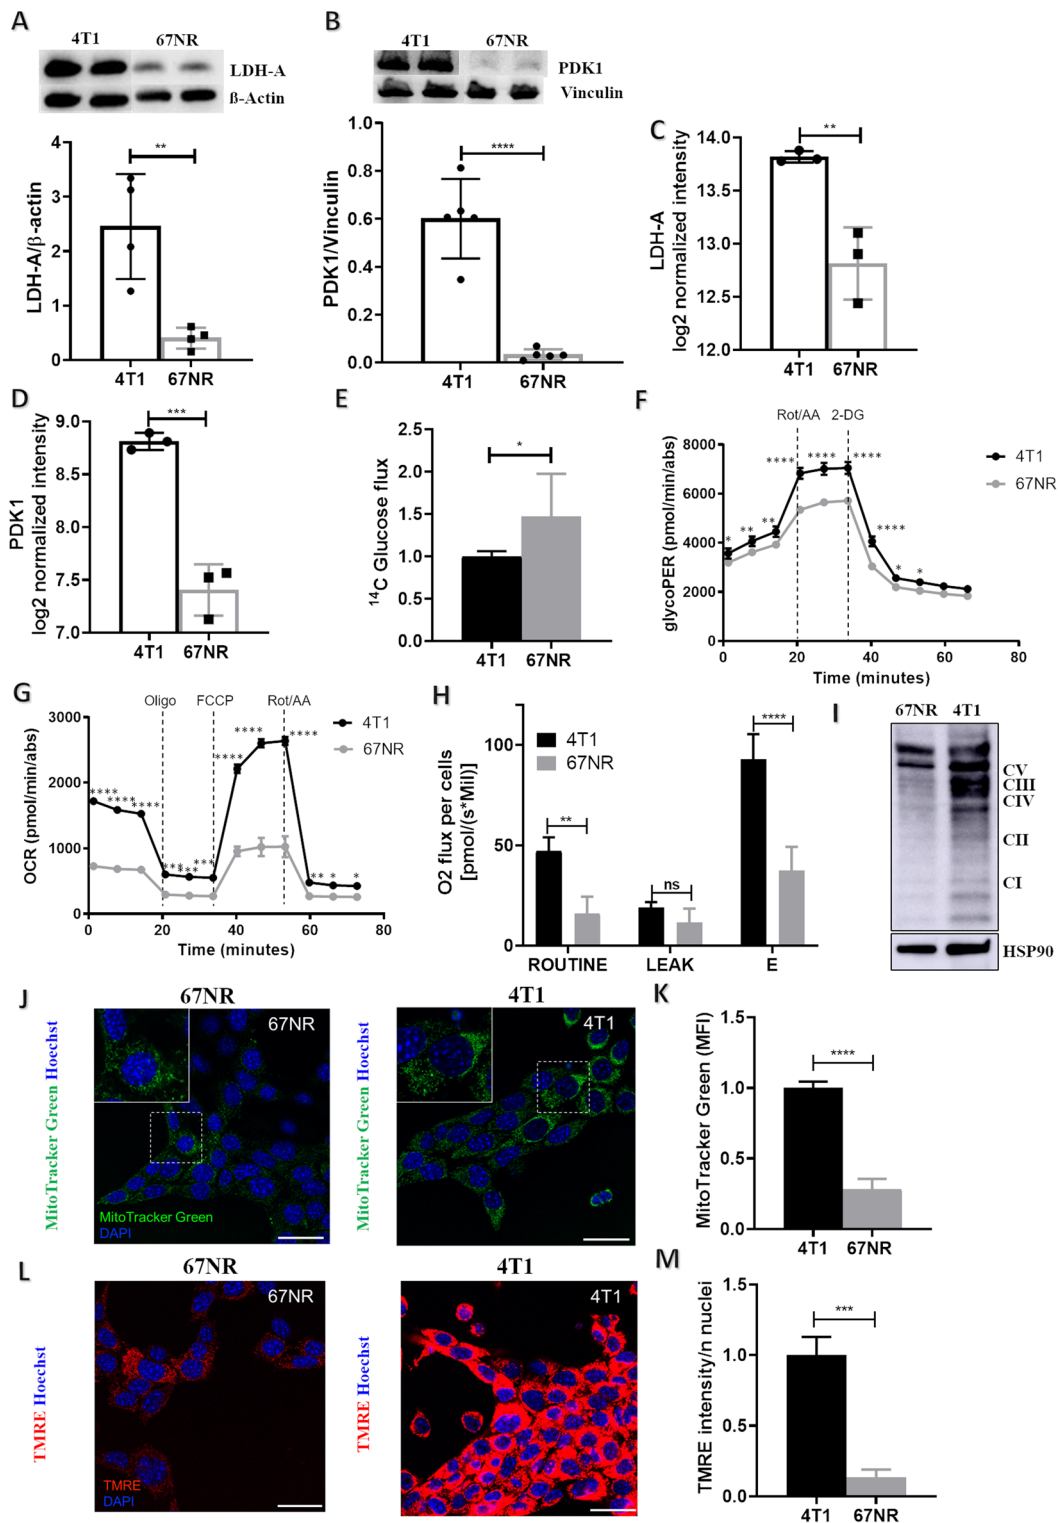 A
4T1 67NR
LDH-A
ß-Actin
LDH-A/β-actin
4
3
2
1
0
**
4T1 67NR
B
4T1 67NR
PDK1
Vinculin
PDK1/Vinculin
1.0
0.8
0.6
0.4
0.2
0.0
****
4T1 67NR
C
LDH-A
log2 normalized intensity
14.0
13.5
13.0
12.5
12.0
**
4T1 67NR
D
PDK1
log2 normalized intensity
9.0
8.5
8.0
7.5
7.0
***
4T1 67NR
E
14C Glucose flux
2.5
2.0
1.5
1.0
0.5
0.0
*
4T1 67NR
F
Rot/AA 2-DG
glycoPER (pmol/min/abs)
8000
6000
4000
2000
0
* ** ** **** **** **** **** * *
4T1
67NR
0 20 40 60 80
Time (minutes)
G
Oligo FCCP Rot/AA
OCR (pmol/min/abs)
3000
2000
1000
0
**** **** **** *** *** *** **** **** **** ** * *
4T1
67NR
0 20 40 60 80
Time (minutes)
H
O2 flux per cells
[pmol/(s*Mil)]
100
50
0
4T1
67NR
** ns ****
ROUTINE LEAK E
I
67NR 4T1
CV
CIII
CIV
CII
CI
HSP90
J
67NR
MitoTracker Green Hoechst
67NR
MitoTracker Green
DAPI
4T1
MitoTracker Green Hoechst
4T1
K
MitoTracker Green (MFI)
1.5
1.0
0.5
0.0
****
4T1 67NR
L
67NR
TMRE Hoechst
67NR
TMRE
DAPI
4T1
TMRE Hoechst
4T1
M
TMRE intensity/n nuclei
1.5
1.0
0.5
0.0
***
4T1 67NR